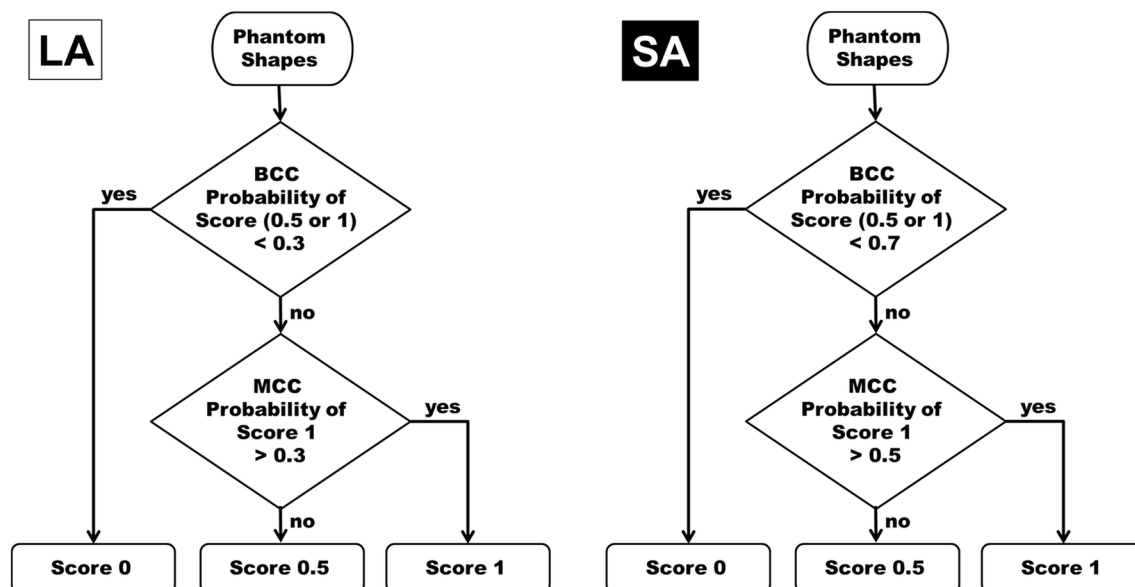 LA
Phantom
Shapes
BCC
Probability of
Score (0.5 or 1)
< 0.3
yes
no
MCC
Probability of
Score 1
> 0.3
yes
no
Score 0
Score 0.5
Score 1
SA
Phantom
Shapes
BCC
Probability of
Score (0.5 or 1)
< 0.7
yes
no
MCC
Probability of
Score 1
> 0.5
yes
no
Score 0
Score 0.5
Score 1